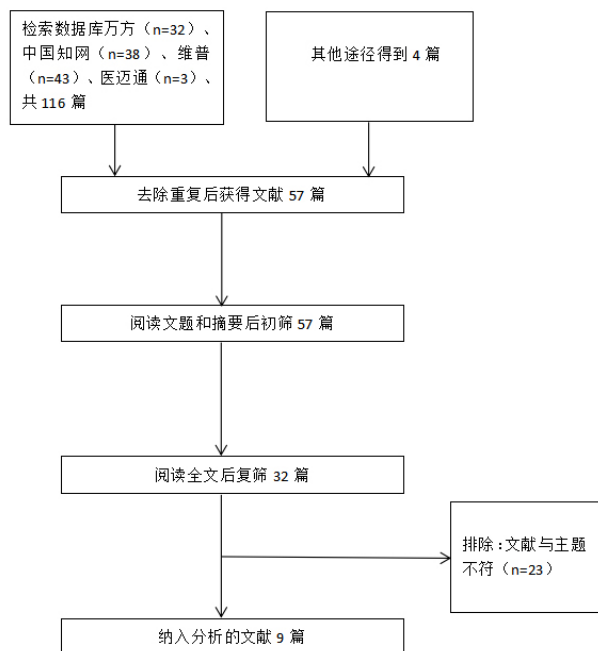 检索数据库万方（n=32）、
中国知网（n=38）、维普
（n=43）、医迈通（n=3）、
共 116 篇
其他途径得到 4 篇
去除重复后获得文献 57 篇
阅读文题和摘要后初筛 57 篇
阅读全文后复筛 32 篇
排除：文献与主题
不符（n=23）
纳入分析的文献 9 篇